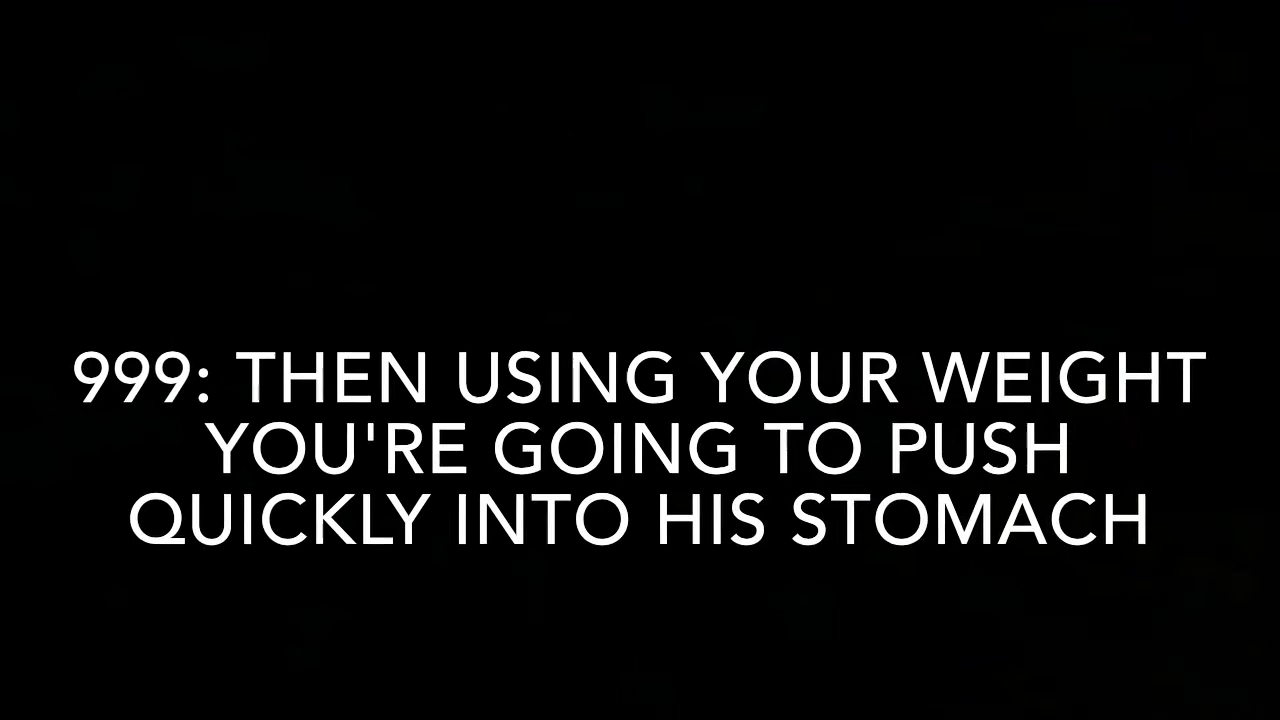 999: THEN USING YOUR WEIGHT
YOU'RE GOING TO PUSH
QUICKLY INTO HIS STOMACH